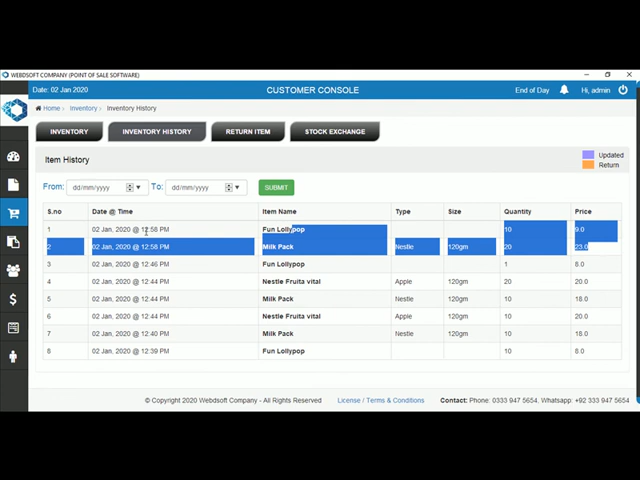 WEBDSOFT COMPANY (POINT OF SALE SOFTWARE)
Date: 02 Jan 2020 CUSTOMER CONSOLE End of Day Hi, admin
Home > Inventory > Inventory History
INVENTORY INVENTORY HISTORY RETURN ITEM STOCK EXCHANGE
Item History Updated
Return
From: dd/mm/yyyy To: dd/mm/yyyy SUBMIT
S.no Date @ Time Item Name Type Size Quantity Price
1 02 Jan, 2020 @ 12:58 PM Fun Lollypop 10 9.0
2 02 Jan, 2020 @ 12:58 PM Milk Pack Nestle 120gm 20 23.0
3 02 Jan, 2020 @ 12:46 PM Fun Lollypop 1 8.0
4 02 Jan, 2020 @ 12:44 PM Nestle Fruita vital Apple 120gm 20 20.0
5 02 Jan, 2020 @ 12:44 PM Milk Pack Nestle 120gm 10 18.0
6 02 Jan, 2020 @ 12:44 PM Nestle Fruita vital Apple 120gm 10 20.0
7 02 Jan, 2020 @ 12:40 PM Milk Pack Nestle 120gm 10 18.0
8 02 Jan, 2020 @ 12:39 PM Fun Lollypop 10 8.0
© Copyright 2020 Webdsoft Company - All Rights Reserved License / Terms & Conditions Contact: Phone: 0333 947 5654. Whatsapp: +92 333 947 5654